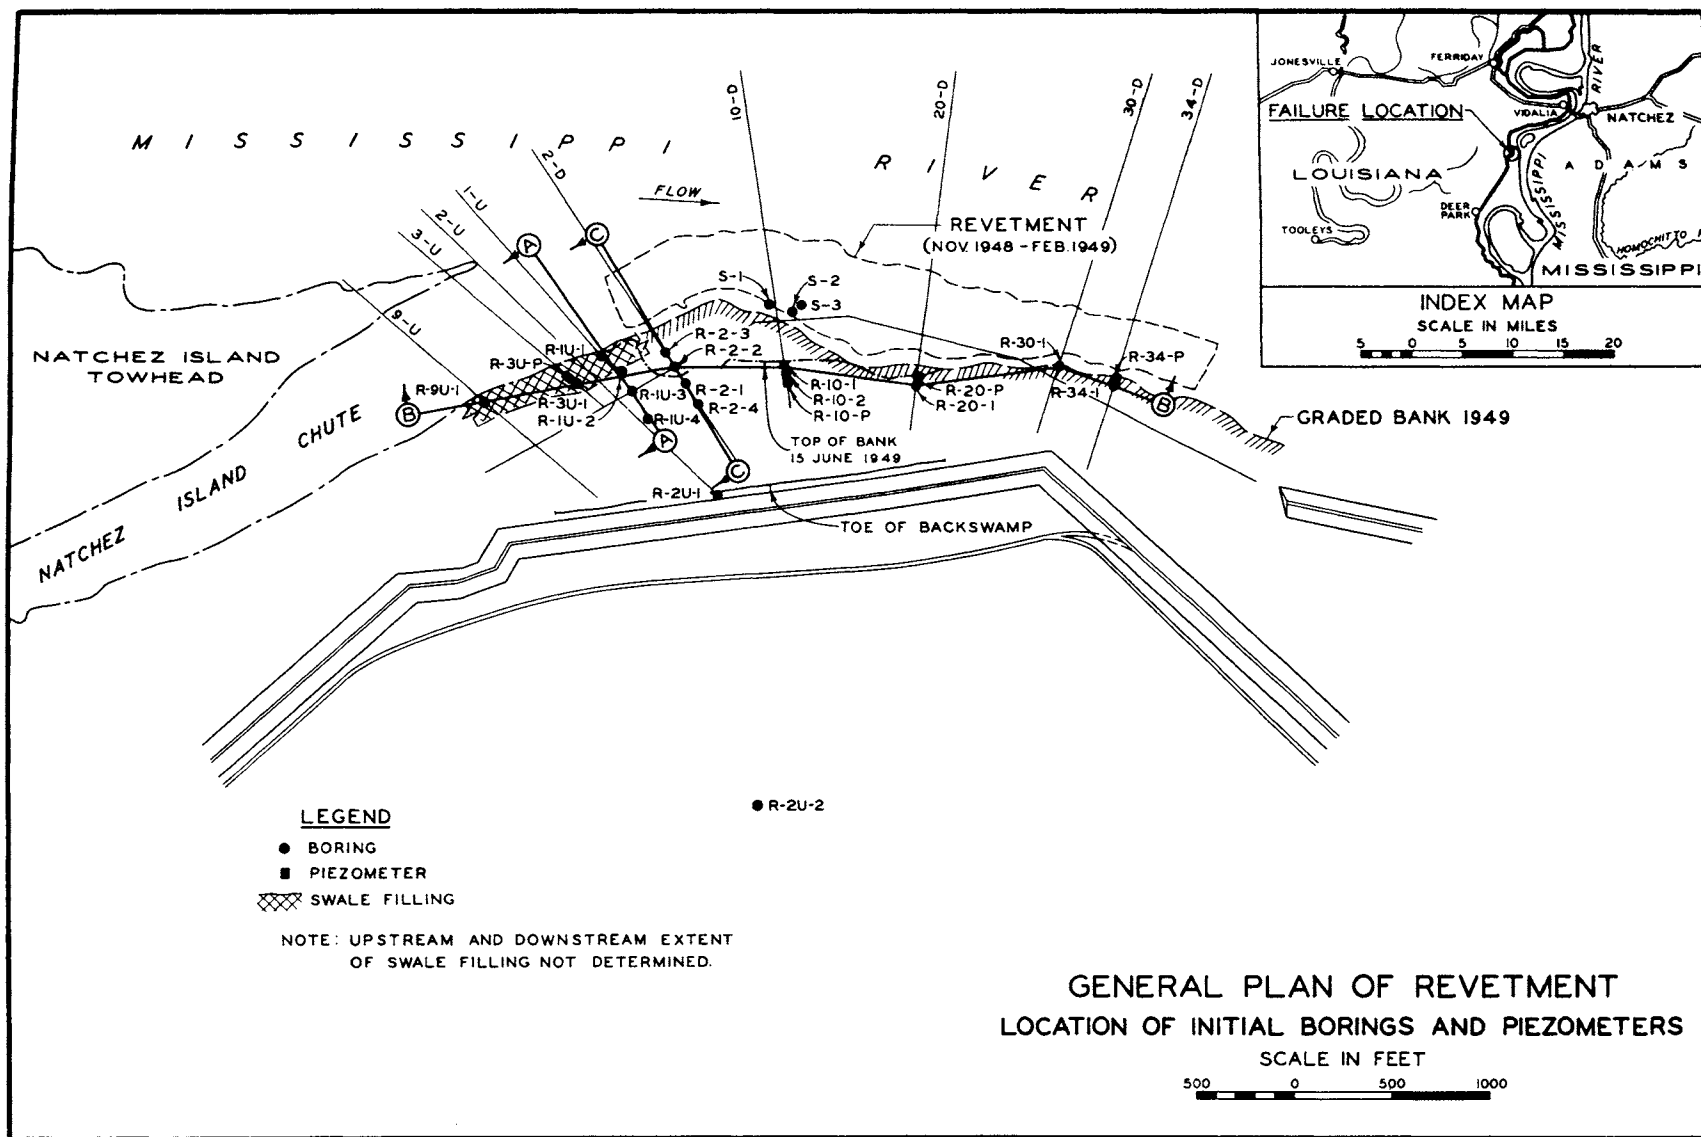 MISSISSIPPI RIVER
FLOW
REVETMENT
(NOV. 1948 - FEB. 1949)
3-U
2-U
1-U
2-D
D-01
20-D
30-D
34-D
9-U
A
C
S-1
S-2
S-3
NATCHEZ ISLAND
TOWHEAD
R-9U-1
R-3U-P
R-1U-1
R-2-3
R-2-2
R-3U-1
R-1U-2
R-1U-3
R-1U-4
R-2-1
R-2-4
R-10-1
R-10-2
R-10-P
R-20-P
R-20-1
R-30-1
R-34-P
R-34-1
B
B
A
C
TOP OF BANK
15 JUNE 1949
GRADED BANK 1949
R-2U-1
TOE OF BACKSWAMP
NATCHEZ ISLAND CHUTE
R-2U-2
JONESVILLE
FERRIDAY
RIVER
VIDALIA
NATCHEZ
FAILURE LOCATION
LOUISIANA
ADAMS
MISSISSIPPI
DEER
PARK
TOOLEYS
HOMOCHITTO
MISSISSIPPI
INDEX MAP
SCALE IN MILES
5 0 5 10 15 20
LEGEND
BORING
PIEZOMETER
SWALE FILLING
NOTE: UPSTREAM AND DOWNSTREAM EXTENT
OF SWALE FILLING NOT DETERMINED.
GENERAL PLAN OF REVETMENT
LOCATION OF INITIAL BORINGS AND PIEZOMETERS
SCALE IN FEET
500 0 500 1000